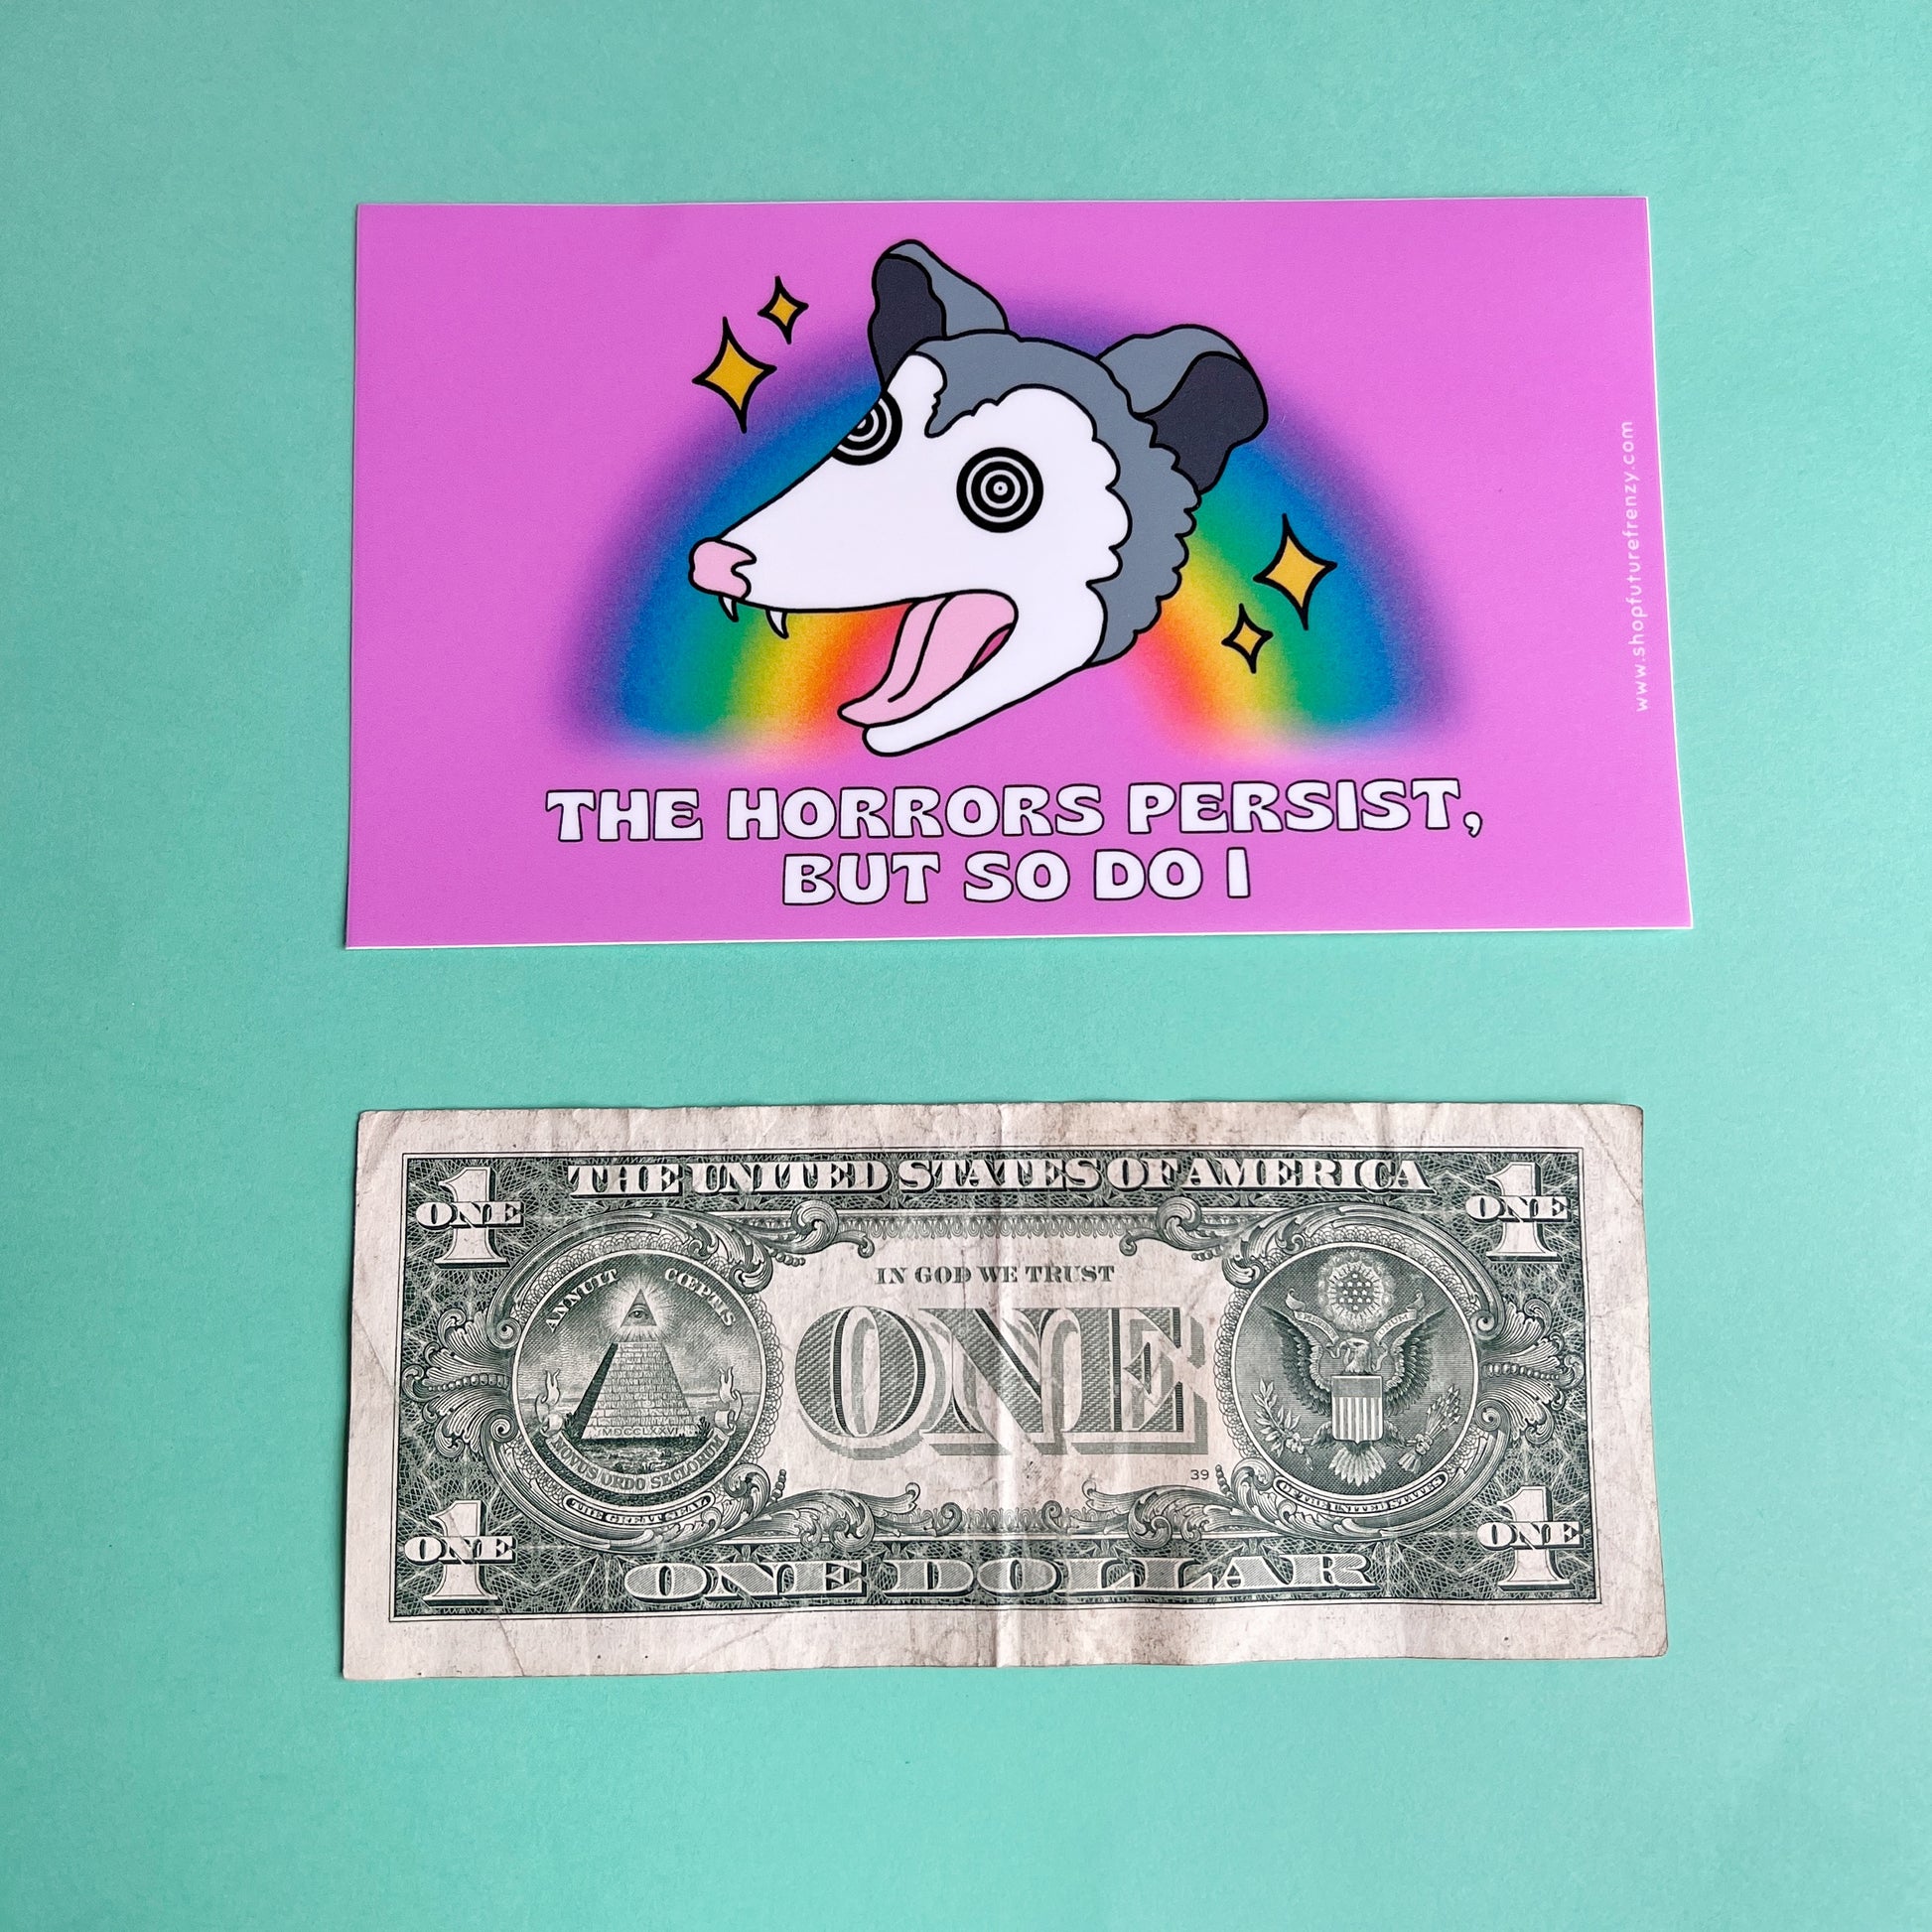 THE HORRORS PERSIST,
BUT SO DO I
www.shopfuturefrenzy.com
THE UNITED STATES OF AMERICA
1
ONE
1
ONE
ANNUIT CŒPTIS
IN GOD WE TRUST
ONE
MDCCLXXVI
NOVUS ORDO SECLORUM
THE GREAT SEAL
39
OF THE UNITED STATES
1
ONE
1
ONE
ONE DOLLAR